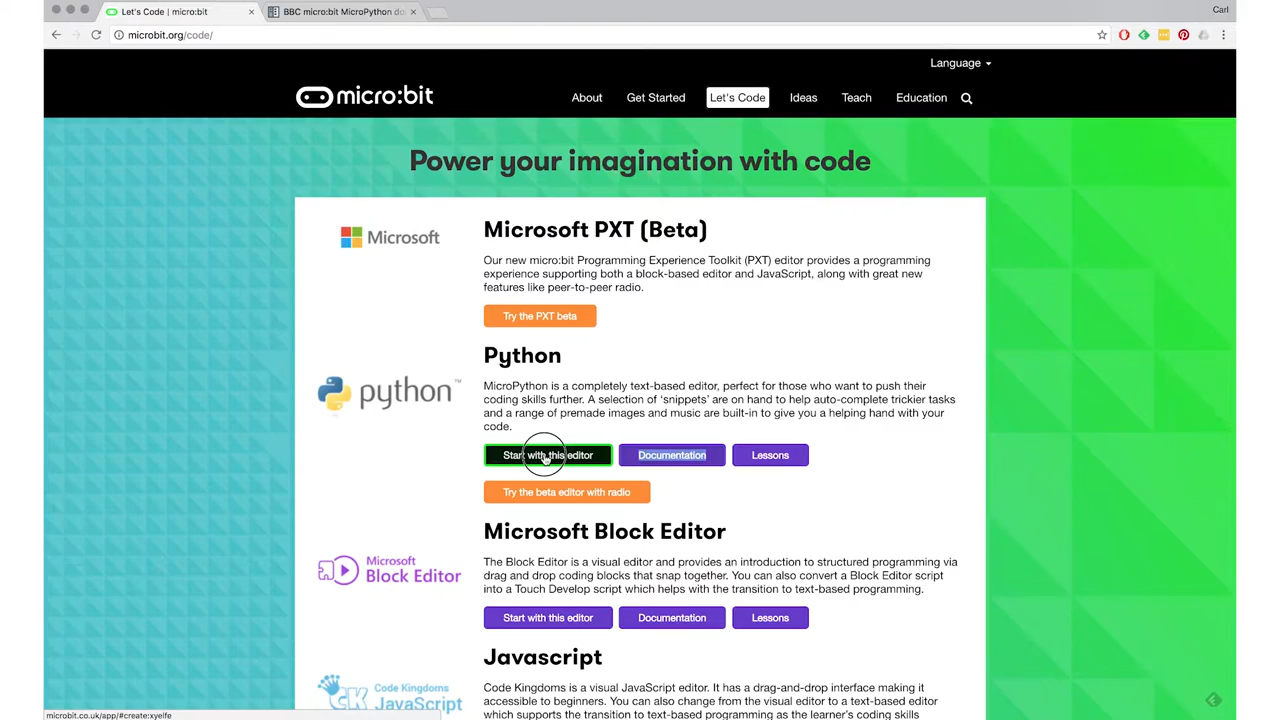 Let's Code | micro:bit
BBC micro:bit MicroPython do
Carl
microbit.org/code/
Language
micro:bit
About
Get Started
Let's Code
Ideas
Teach
Education
Power your imagination with code
Microsoft
Microsoft PXT (Beta)
Our new micro:bit Programming Experience Toolkit (PXT) editor provides a programming
experience supporting both a block-based editor and JavaScript, along with great new
features like peer-to-peer radio.
Try the PXT beta
python™
Python
MicroPython is a completely text-based editor, perfect for those who want to push their
coding skills further. A selection of ‘snippets’ are on hand to help auto-complete trickier tasks
and a range of premade images and music are built-in to give you a helping hand with your
code.
Start with this editor
Documentation
Lessons
Try the beta editor with radio
Microsoft
Block Editor
Microsoft Block Editor
The Block Editor is a visual editor and provides an introduction to structured programming via
drag and drop coding blocks that snap together. You can also convert a Block Editor script
into a Touch Develop script which helps with the transition to text-based programming.
Start with this editor
Documentation
Lessons
CK
Code Kingdoms
JavaScript
Javascript
Code Kingdoms is a visual JavaScript editor. It has a drag-and-drop interface making it
accessible to beginners. You can also change from the visual editor to a text-based editor
which supports the transition to text-based programming as the learner's coding skills
microbit.co.uk/app/#create:xyelfe